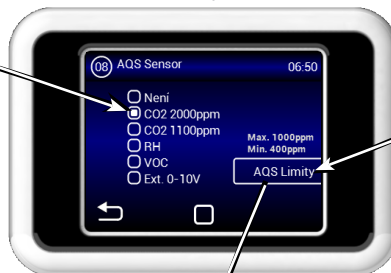 08 AQS Sensor 06:50
Není
CO2 2000ppm
CO2 1100ppm
RH
VOC
Ext. 0-10V
Max. 1000ppm
Min. 400ppm
AQS Limity